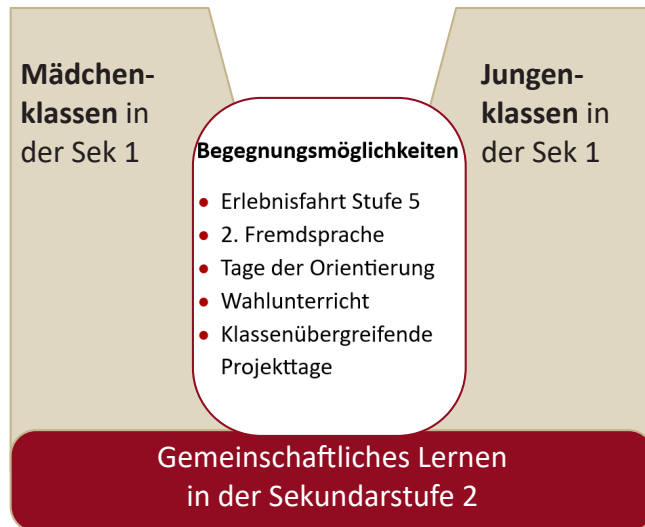 Mädchen-
klassen in
der Sek 1
Jungen-
klassen in
der Sek 1
Begegnungsmöglichkeiten
• Erlebnisfahrt Stufe 5
• 2. Fremdsprache
• Tage der Orientierung
• Wahlunterricht
• Klassenübergreifende
Projekttage
Gemeinschaftliches Lernen
in der Sekundarstufe 2